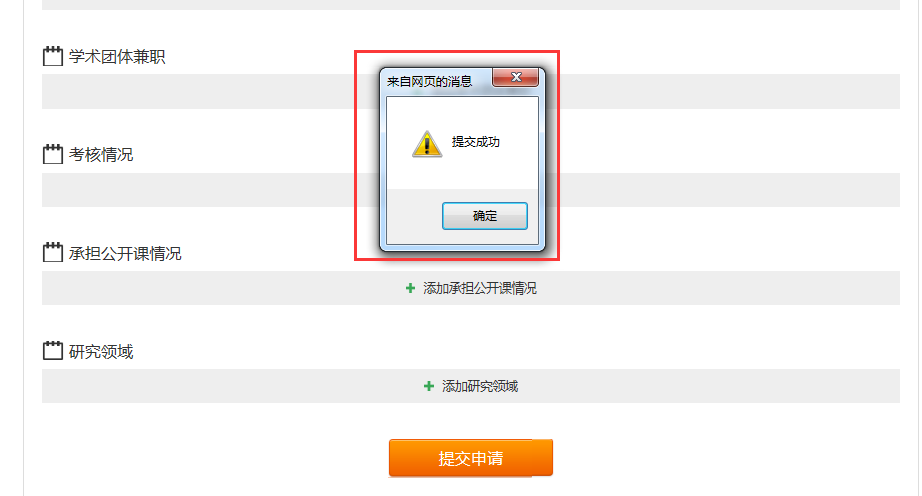 学术团体兼职
来自网页的消息
提交成功
考核情况
确定
承担公开课情况
添加承担公开课情况
研究领域
添加研究领域
提交申请